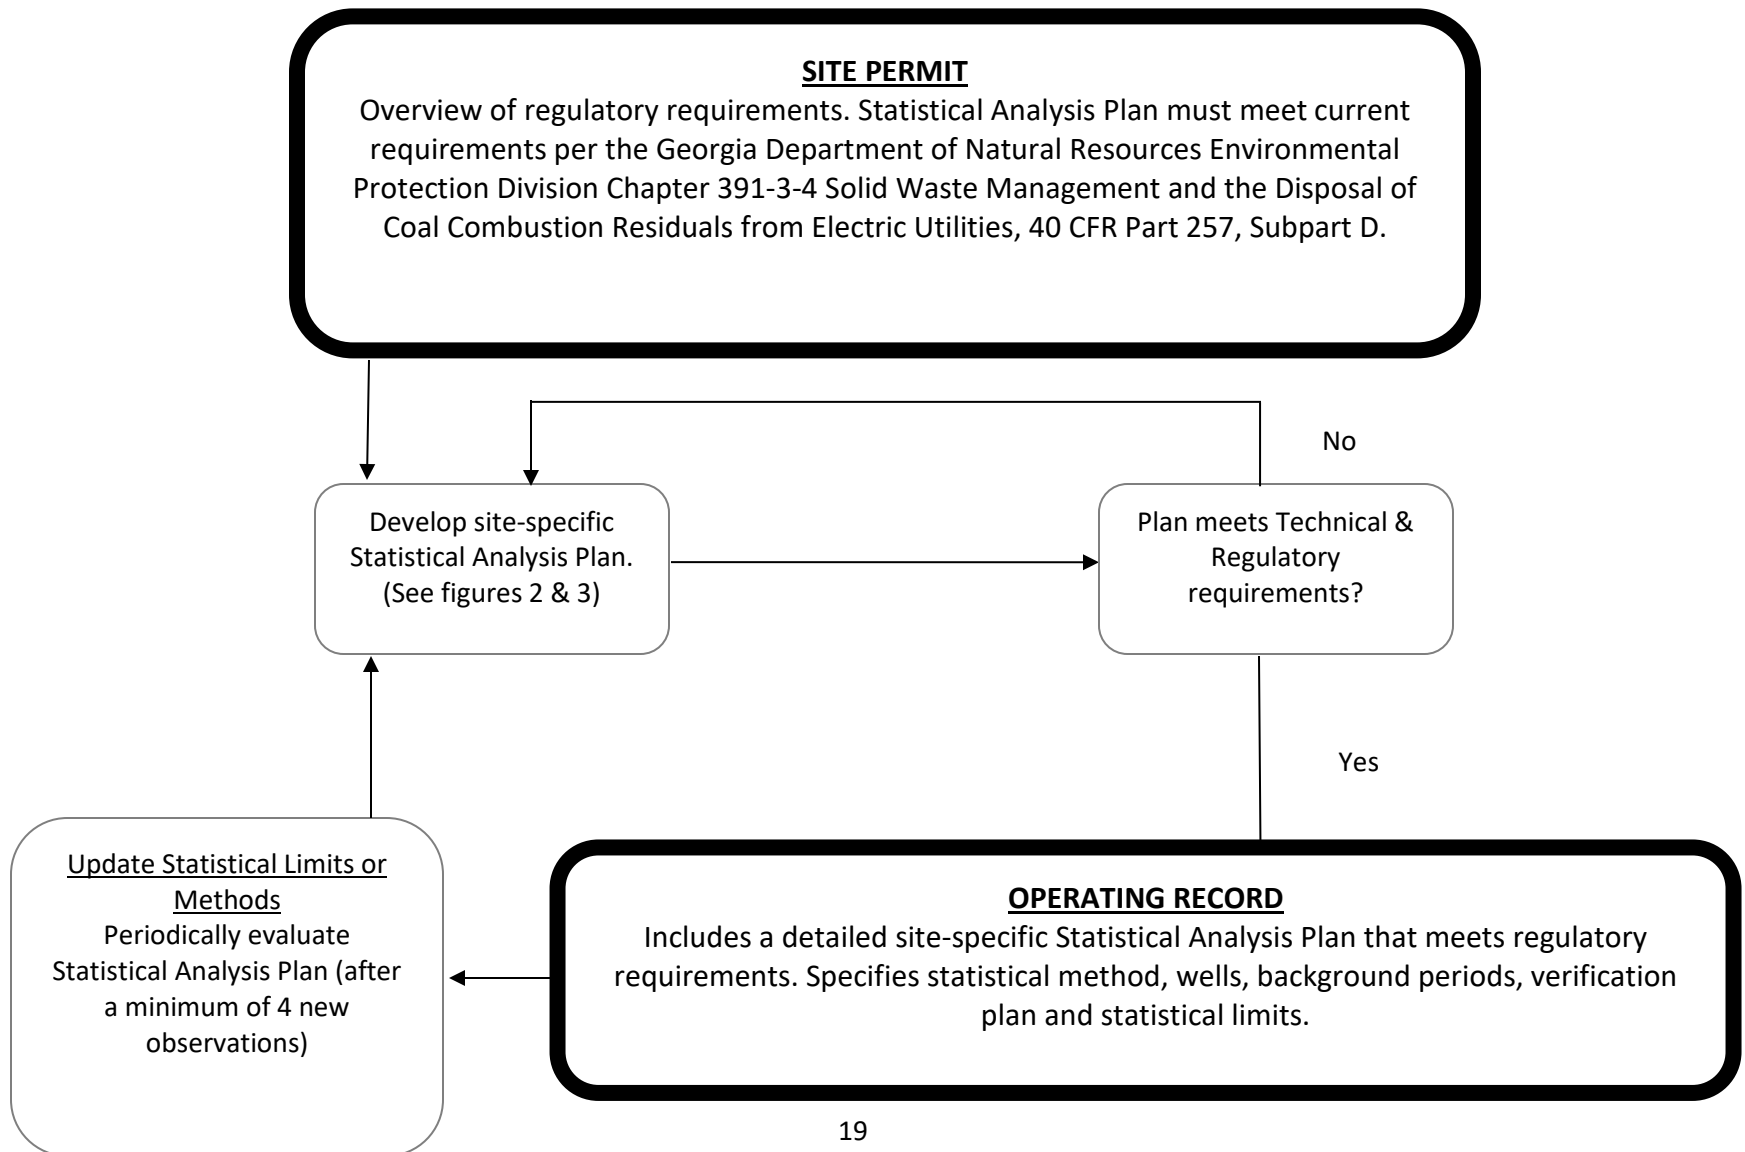 SITE PERMIT
Overview of regulatory requirements. Statistical Analysis Plan must meet current
requirements per the Georgia Department of Natural Resources Environmental
Protection Division Chapter 391-3-4 Solid Waste Management and the Disposal of
Coal Combustion Residuals from Electric Utilities, 40 CFR Part 257, Subpart D.
No
Develop site-specific
Statistical Analysis Plan.
(See figures 2 & 3)
Plan meets Technical &
Regulatory
requirements?
Yes
Update Statistical Limits or
Methods
Periodically evaluate
Statistical Analysis Plan (after
a minimum of 4 new
observations)
OPERATING RECORD
Includes a detailed site-specific Statistical Analysis Plan that meets regulatory
requirements. Specifies statistical method, wells, background periods, verification
plan and statistical limits.
19